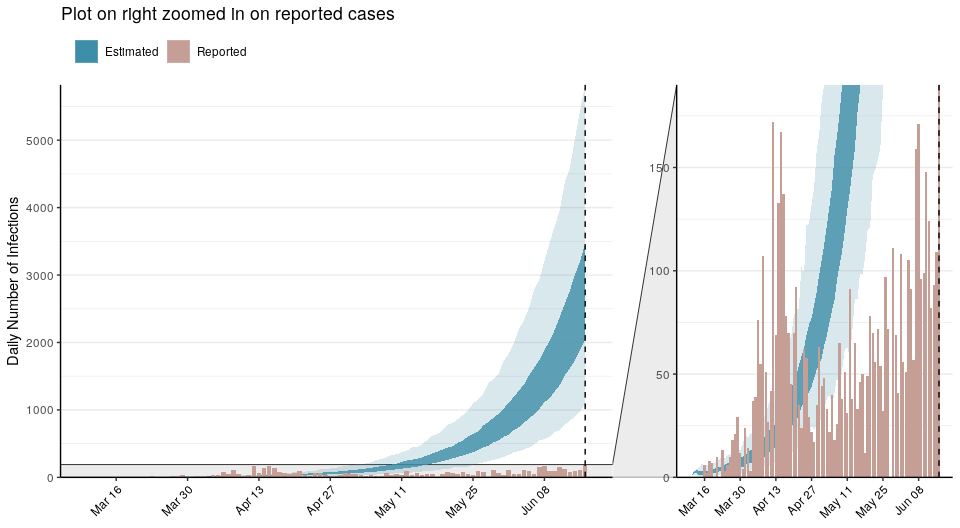 Plot on right zoomed in on reported cases
Estimated Reported
Daily Number of Infections
5000
4000
3000
2000
1000
0
Mar 16 Mar 30 Apr 13 Apr 27 May 11 May 25 Jun 08
150
100
50
0
Mar 16 Mar 30 Apr 13 Apr 27 May 11 May 25 Jun 08